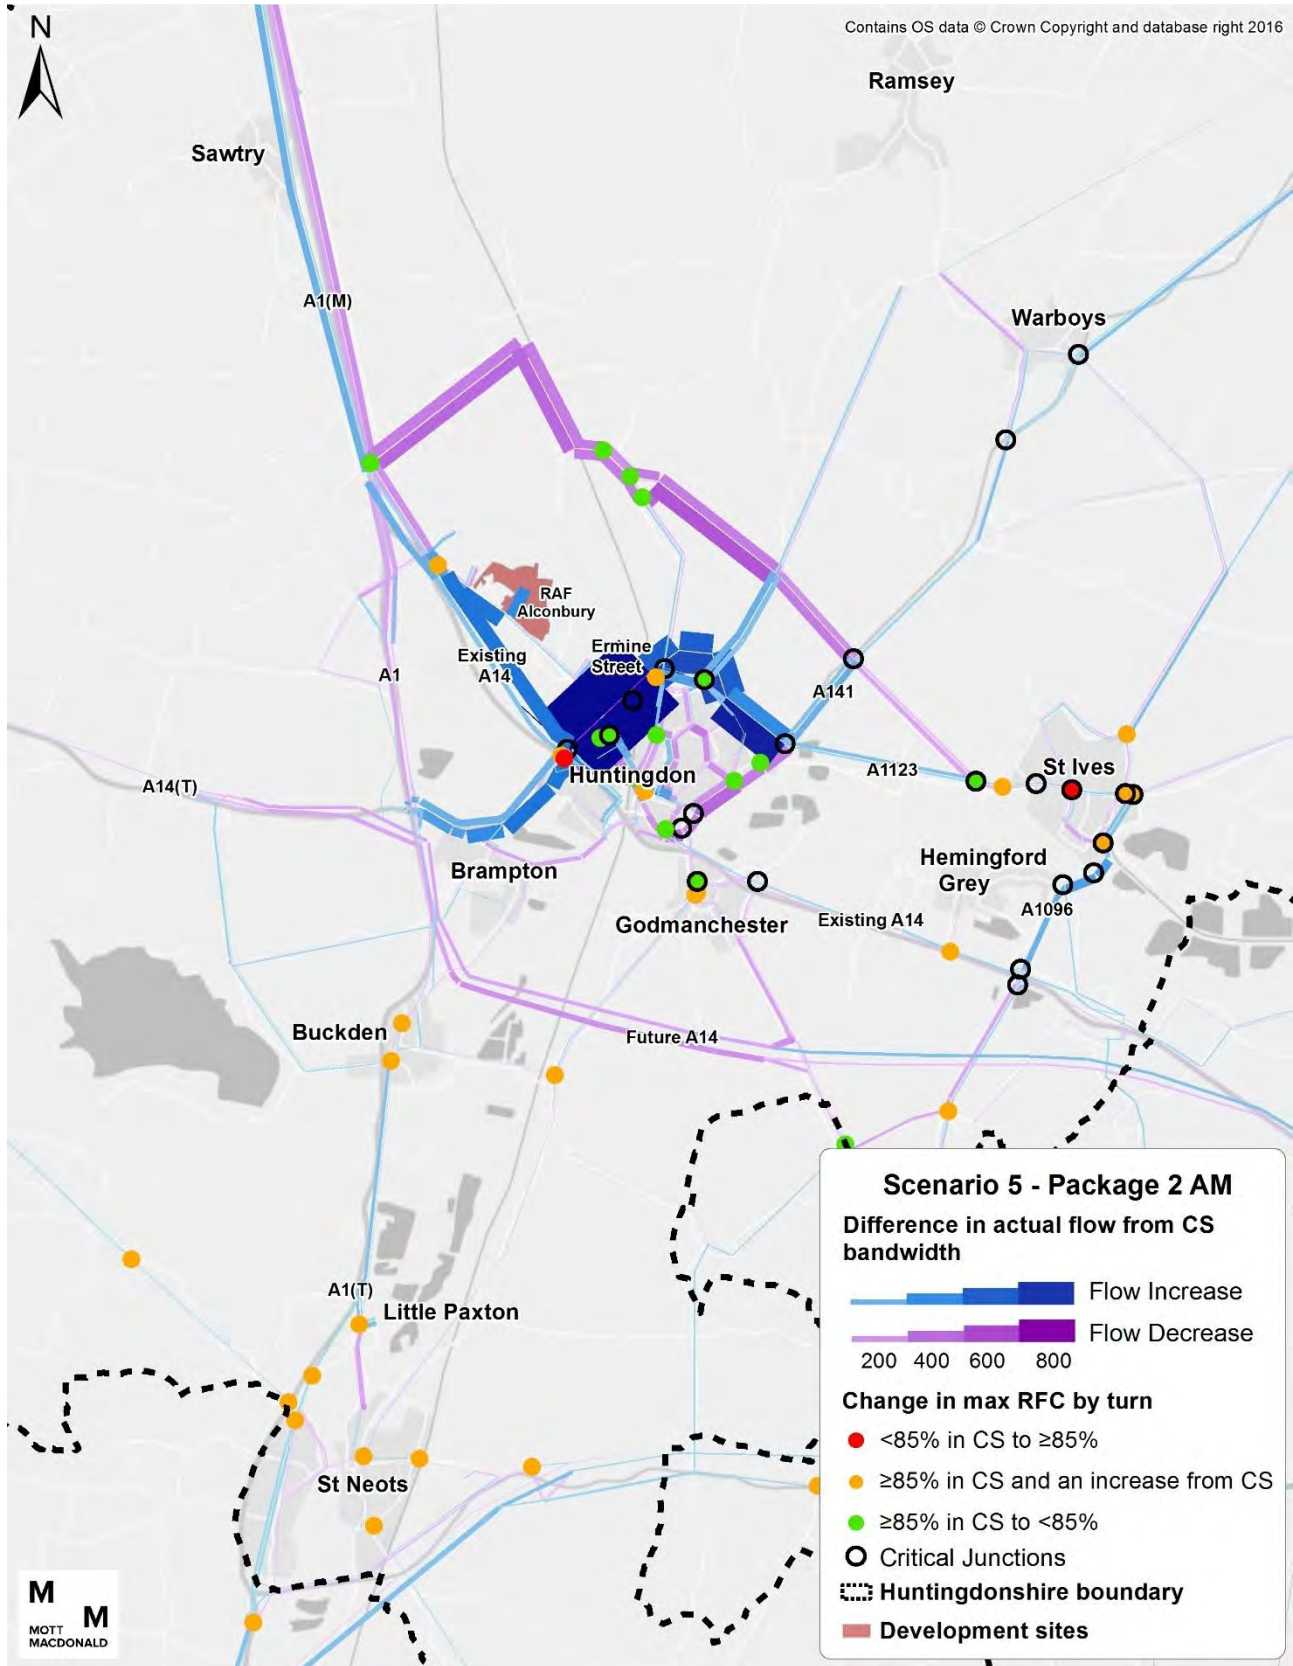 N
Contains OS data © Crown Copyright and database right 2016
Ramsey
Sawtry
A1(M)
Warboys
RAF
Alconbury
Ermine
Street
Existing
A14
A1
A141
A14(T)
Huntingdon
A1123
St Ives
Brampton
Hemingford
Grey
A1096
Godmanchester
Existing A14
Buckden
Future A14
A1(T)
Little Paxton
St Neots
Scenario 5 - Package 2 AM
Difference in actual flow from CS
bandwidth
Flow Increase
Flow Decrease
200 400 600 800
Change in max RFC by turn
<85% in CS to ≥85%
≥85% in CS and an increase from CS
≥85% in CS to <85%
Critical Junctions
Huntingdonshire boundary
Development sites
M
M
MOTT
MACDONALD